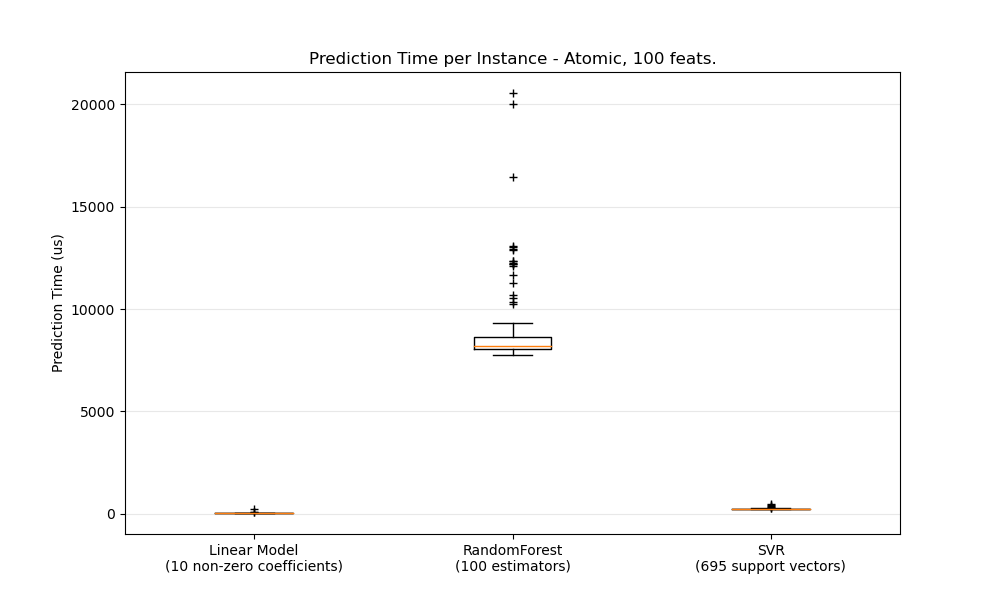 Prediction Time per Instance - Atomic, 100 feats.
Prediction Time (us)
20000
15000
10000
5000
0
Linear Model
(10 non-zero coefficients)
RandomForest
(100 estimators)
SVR
(695 support vectors)